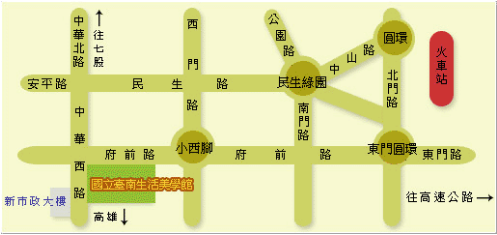 中華北路
↑往七股
西門路
公園路
中山路
圓環
火車站
北門路
安平路
民生路
民生綠園
南門路
中華西路
小西腳
東門圓環
府前路
府前路
東門路
國立臺南生活美學館
新市政大樓
往高速公路→
高雄↓